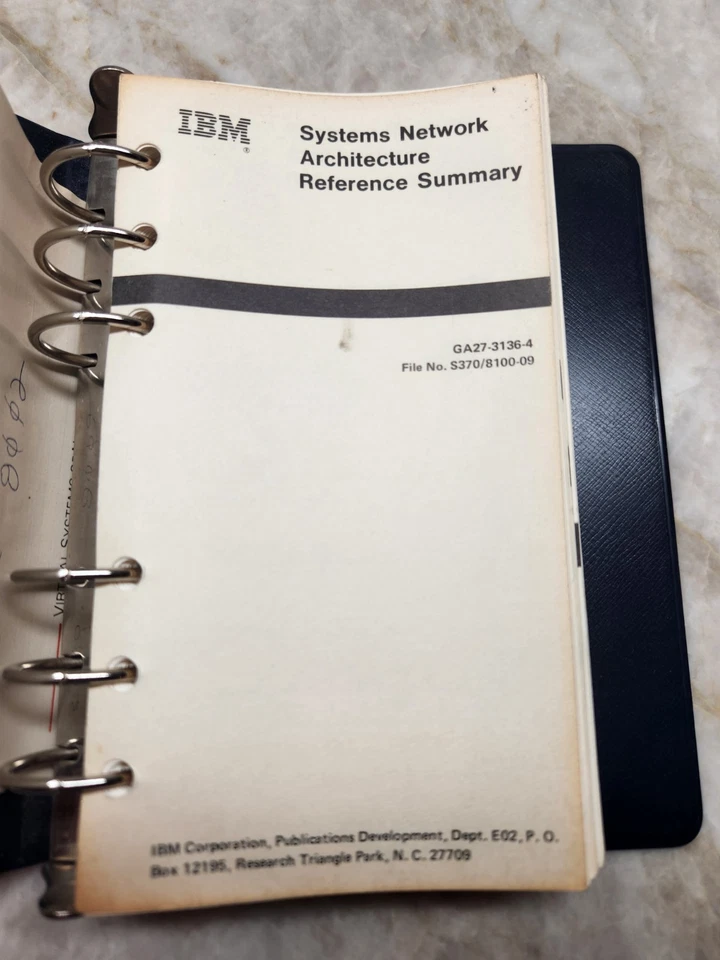 IBM
®
Systems Network
Architecture
Reference Summary
GA27-3136-4
File No. S370/8100-09
IBM Corporation, Publications Development, Dept. E02, P. O.
Box 12195, Research Triangle Park, N. C. 27709